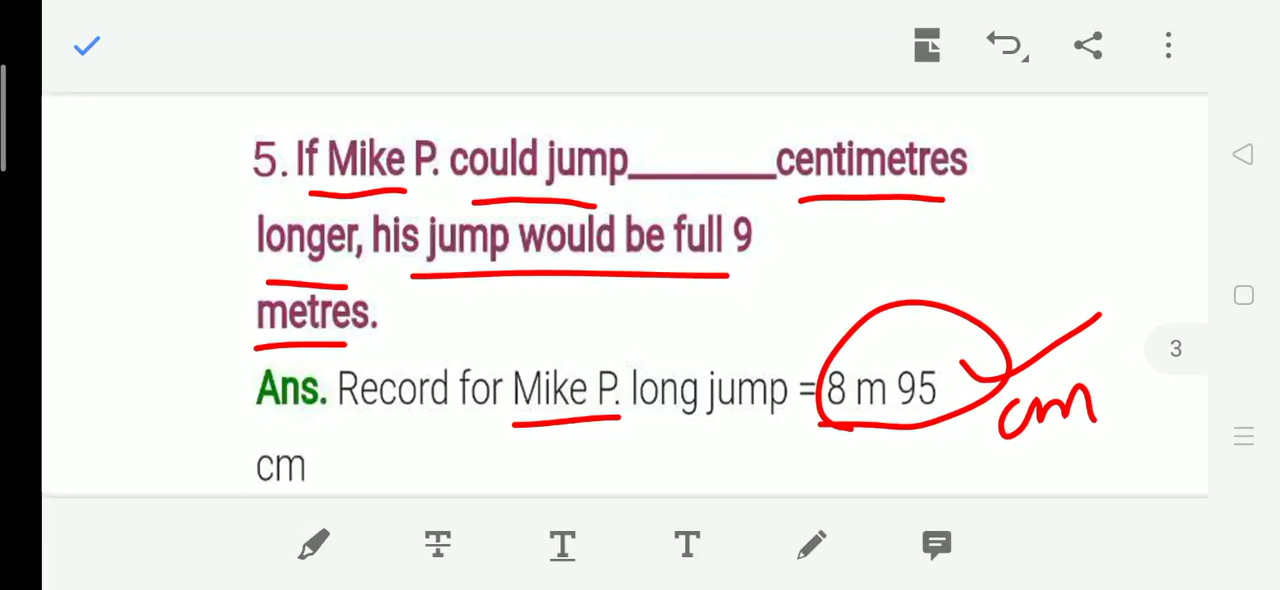 5. If Mike P. could jump_______centimetres
longer, his jump would be full 9
metres.
Ans. Record for Mike P. long jump = 8 m 95
cm
cm
3